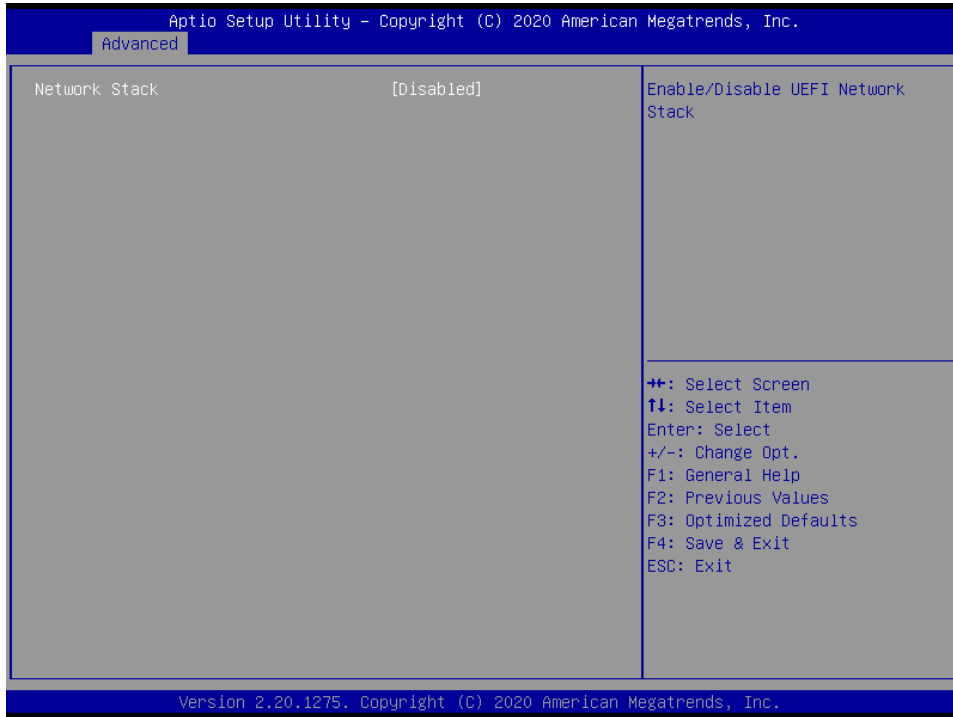 Aptio Setup Utility – Copyright (C) 2020 American Megatrends, Inc.
Advanced
Network Stack [Disabled]
Enable/Disable UEFI Network
Stack
→←: Select Screen
↑↓: Select Item
Enter: Select
+/-: Change Opt.
F1: General Help
F2: Previous Values
F3: Optimized Defaults
F4: Save & Exit
ESC: Exit
Version 2.20.1275. Copyright (C) 2020 American Megatrends, Inc.